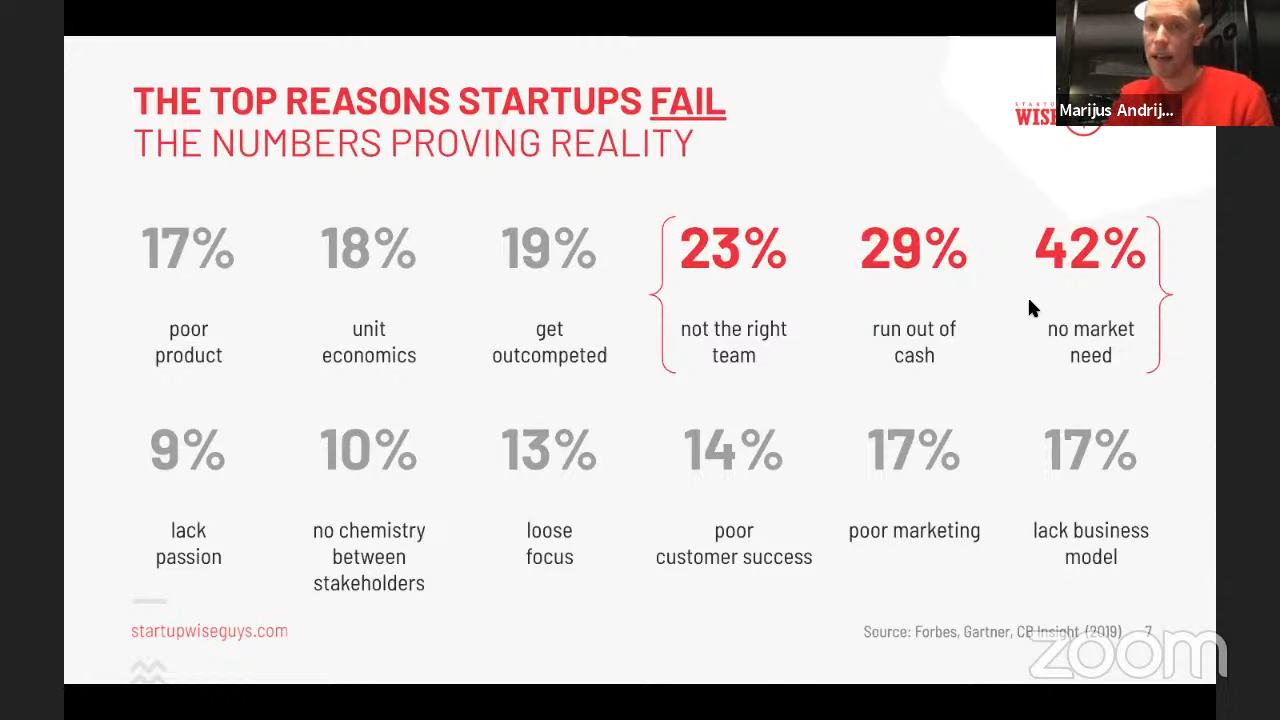 THE TOP REASONS STARTUPS FAIL
THE NUMBERS PROVING REALITY
Marijus Andrij...
17%
18%
19%
23%
29%
42%
poor
product
unit
economics
get
outcompeted
not the right
team
run out of
cash
no market
need
9%
10%
13%
14%
17%
17%
lack
passion
no chemistry
between
stakeholders
loose
focus
poor
customer success
poor marketing
lack business
model
startupwiseguys.com
Source: Forbes, Gartner, CB Insight (2019)
7
zoom